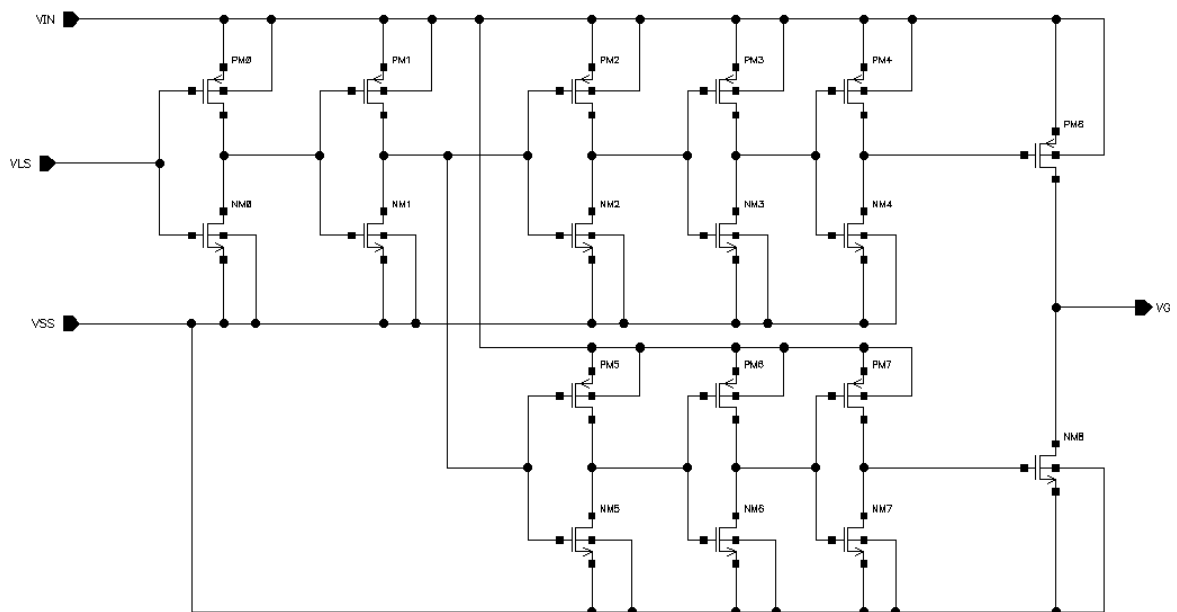 VIN
PM0 PM1 PM2 PM3 PM4
PM8
VLS
NM0 NM1 NM2 NM3 NM4
VG
VSS
PM5 PM6 PM7
NM8
NM5 NM6 NM7